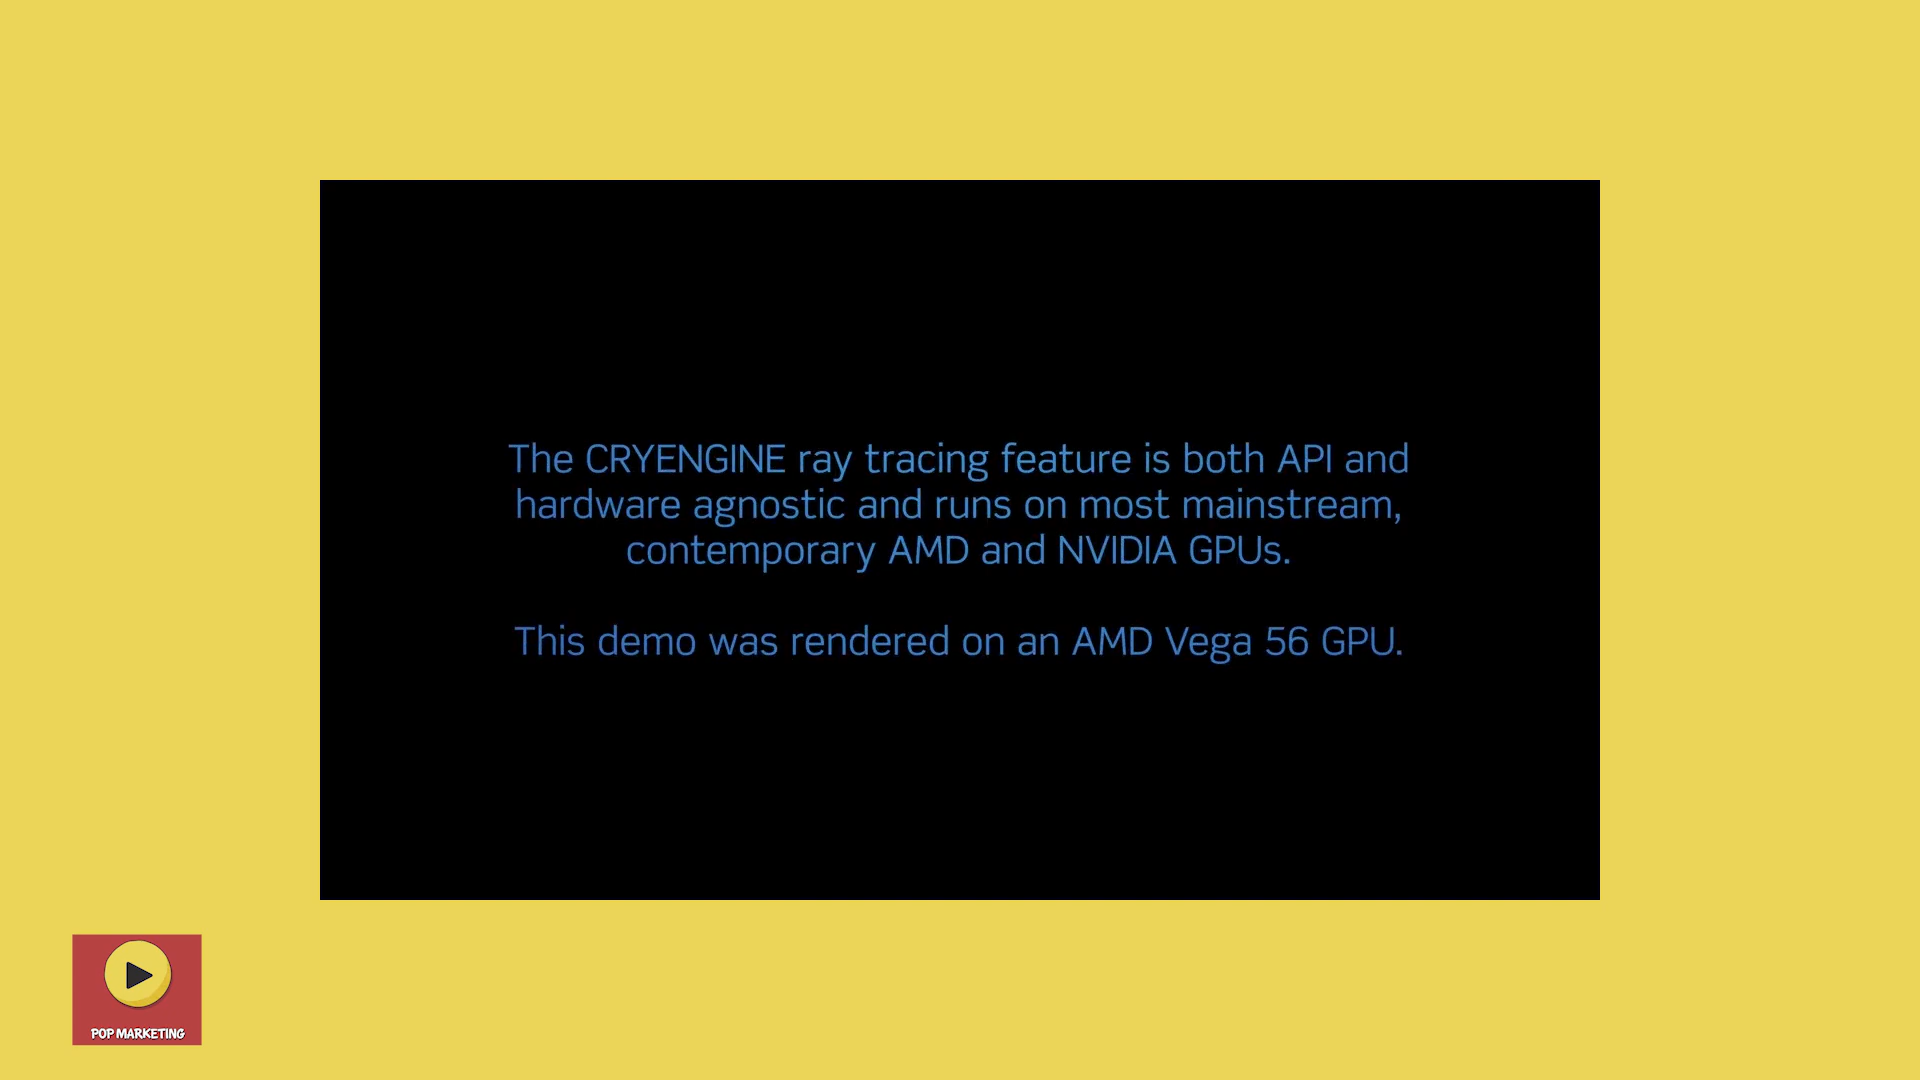 The CRYENGINE ray tracing feature is both API and
hardware agnostic and runs on most mainstream,
contemporary AMD and NVIDIA GPUs.
This demo was rendered on an AMD Vega 56 GPU.
POP MARKETING